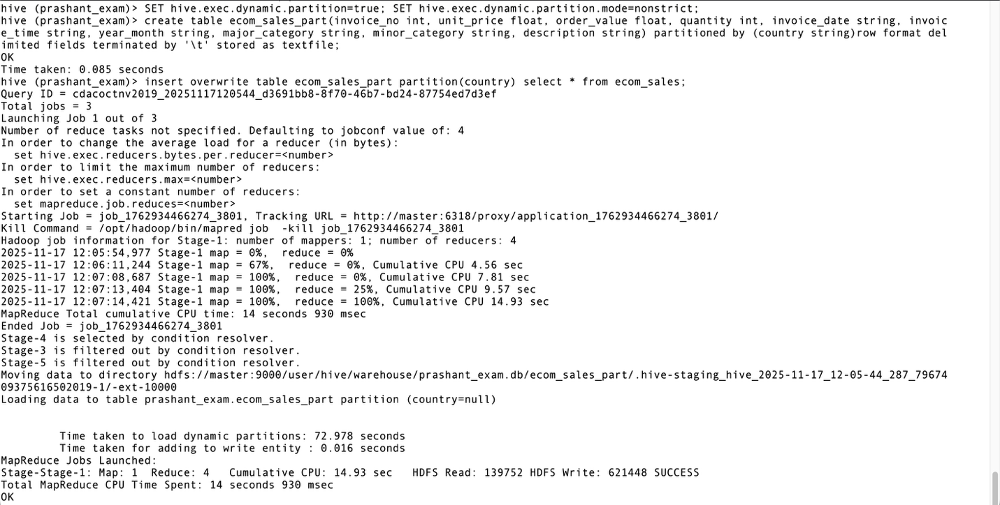 hive (prashant_exam)> SET hive.exec.dynamic.partition=true; SET hive.exec.dynamic.partition.mode=nonstrict;
hive (prashant_exam)> create table ecom_sales_part(invoice_no int, unit_price float, order_value float, quantity int, invoice_date string, invoic
e_time string, year_month string, major_category string, minor_category string, description string) partitioned by (country string)row format del
imited fields terminated by '\t' stored as textfile;
OK
Time taken: 0.085 seconds
hive (prashant_exam)> insert overwrite table ecom_sales_part partition(country) select * from ecom_sales;
Query ID = cdacoctnv2019_20251117120544_d3691bb8-8f70-46b7-bd24-87754ed7d3ef
Total jobs = 3
Launching Job 1 out of 3
Number of reduce tasks not specified. Defaulting to jobconf value of: 4
In order to change the average load for a reducer (in bytes):
  set hive.exec.reducers.bytes.per.reducer=<number>
In order to limit the maximum number of reducers:
  set hive.exec.reducers.max=<number>
In order to set a constant number of reducers:
  set mapreduce.job.reduces=<number>
Starting Job = job_1762934466274_3801, Tracking URL = http://master:6318/proxy/application_1762934466274_3801/
Kill Command = /opt/hadoop/bin/mapred job  -kill job_1762934466274_3801
Hadoop job information for Stage-1: number of mappers: 1; number of reducers: 4
2025-11-17 12:05:54,977 Stage-1 map = 0%,  reduce = 0%
2025-11-17 12:06:11,244 Stage-1 map = 67%,  reduce = 0%, Cumulative CPU 4.56 sec
2025-11-17 12:07:08,687 Stage-1 map = 100%,  reduce = 0%, Cumulative CPU 7.81 sec
2025-11-17 12:07:13,404 Stage-1 map = 100%,  reduce = 25%, Cumulative CPU 9.57 sec
2025-11-17 12:07:14,421 Stage-1 map = 100%,  reduce = 100%, Cumulative CPU 14.93 sec
MapReduce Total cumulative CPU time: 14 seconds 930 msec
Ended Job = job_1762934466274_3801
Stage-4 is selected by condition resolver.
Stage-3 is filtered out by condition resolver.
Stage-5 is filtered out by condition resolver.
Moving data to directory hdfs://master:9000/user/hive/warehouse/prashant_exam.db/ecom_sales_part/.hive-staging_hive_2025-11-17_12-05-44_287_79674
09375616502019-1/-ext-10000
Loading data to table prashant_exam.ecom_sales_part partition (country=null)
Time taken to load dynamic partitions: 72.978 seconds
Time taken for adding to write entity : 0.016 seconds
MapReduce Jobs Launched:
Stage-Stage-1: Map: 1  Reduce: 4   Cumulative CPU: 14.93 sec   HDFS Read: 139752 HDFS Write: 621448 SUCCESS
Total MapReduce CPU Time Spent: 14 seconds 930 msec
OK